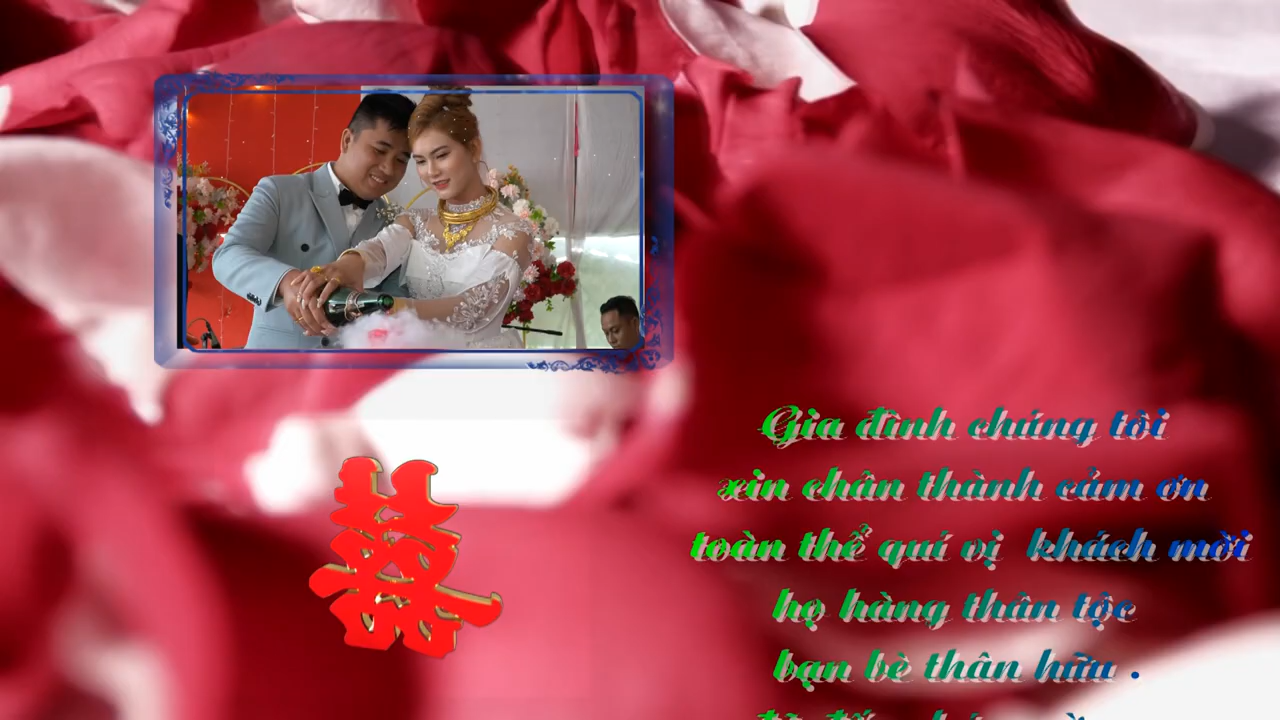 Gia đình chúng tôi
xin chân thành cảm ơn
toàn thể quí vị khách mời
họ hàng thân tộc
bạn bè thân hữu .
囍